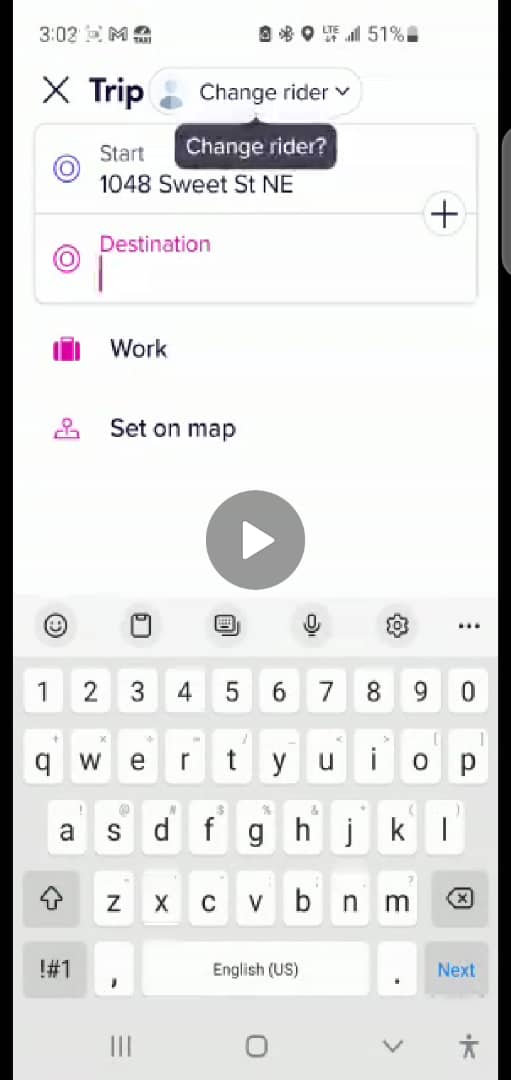 3:02 LTE 51%
Trip Change rider
Change rider?
Start
1048 Sweet St NE
Destination
Work
Set on map
1 2 3 4 5 6 7 8 9 0
q w e r t y u i o p
a s d f g h j k l
z x c v b n m
!#1 , English (US) . Next